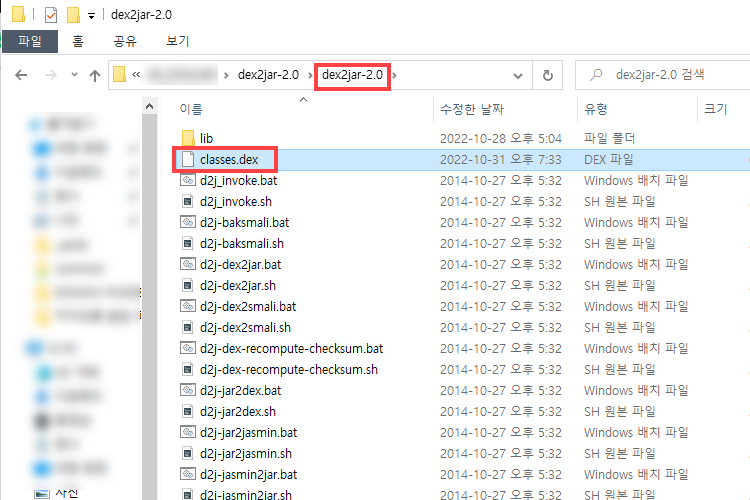 dex2jar-2.0
파일 홈 공유 보기
dex2jar-2.0 dex2jar-2.0 dex2jar-2.0 검색
이름 수정한 날짜 유형 크기
lib 2022-10-28 오후 5:04 파일 폴더
classes.dex 2022-10-31 오후 7:33 DEX 파일
d2j_invoke.bat 2014-10-27 오후 5:32 Windows 배치 파일
d2j_invoke.sh 2014-10-27 오후 5:32 SH 원본 파일
d2j-baksmali.bat 2014-10-27 오후 5:32 Windows 배치 파일
d2j-baksmali.sh 2014-10-27 오후 5:32 SH 원본 파일
d2j-dex2jar.bat 2014-10-27 오후 5:32 Windows 배치 파일
d2j-dex2jar.sh 2014-10-27 오후 5:32 SH 원본 파일
d2j-dex2smali.bat 2014-10-27 오후 5:32 Windows 배치 파일
d2j-dex2smali.sh 2014-10-27 오후 5:32 SH 원본 파일
d2j-dex-recompute-checksum.bat 2014-10-27 오후 5:32 Windows 배치 파일
d2j-dex-recompute-checksum.sh 2014-10-27 오후 5:32 SH 원본 파일
d2j-jar2dex.bat 2014-10-27 오후 5:32 Windows 배치 파일
d2j-jar2dex.sh 2014-10-27 오후 5:32 SH 원본 파일
d2j-jar2jasmin.bat 2014-10-27 오후 5:32 Windows 배치 파일
d2j-jar2jasmin.sh 2014-10-27 오후 5:32 SH 원본 파일
d2j-jasmin2jar.bat 2014-10-27 오후 5:32 Windows 배치 파일
사진 d2j-jasmin2jar.sh 2014-10-27 오후 5:32 SH 원본 파일